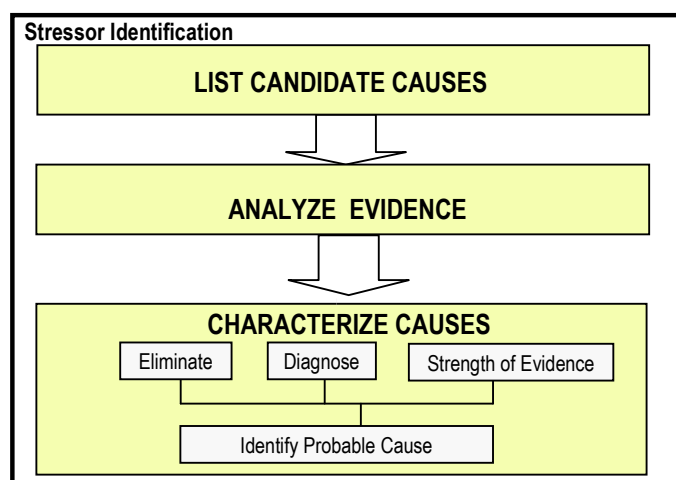 Stressor Identification
LIST CANDIDATE CAUSES
ANALYZE EVIDENCE
CHARACTERIZE CAUSES
Eliminate Diagnose Strength of Evidence
Identify Probable Cause